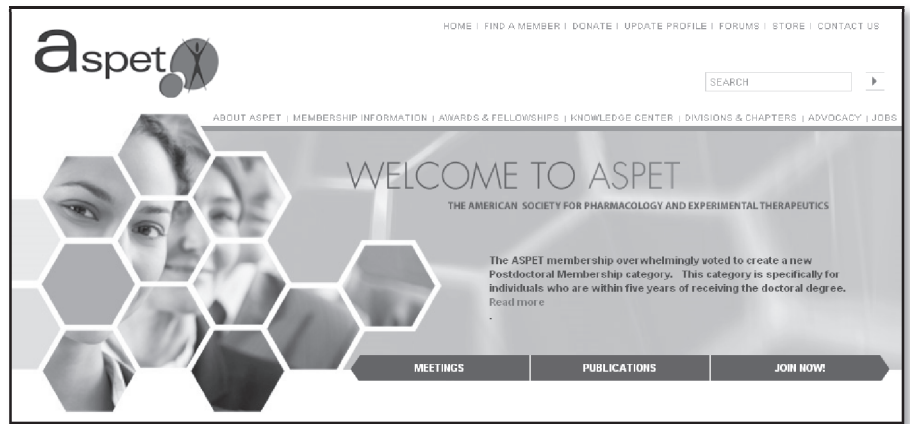 HOME | FIND A MEMBER | DONATE | UPDATE PROFILE | FORUMS | STORE | CONTACT US
aspet
SEARCH
ABOUT ASPET | MEMBERSHIP INFORMATION | AWARDS & FELLOWSHIPS | KNOWLEDGE CENTER | DIVISIONS & CHAPTERS | ADVOCACY | JOBS
WELCOME TO ASPET
THE AMERICAN SOCIETY FOR PHARMACOLOGY AND EXPERIMENTAL THERAPEUTICS
The ASPET membership overwhelmingly voted to create a new
Postdoctoral Membership category. This category is specifically for
individuals who are within five years of receiving the doctoral degree.
Read more
.
MEETINGS PUBLICATIONS JOIN NOW!